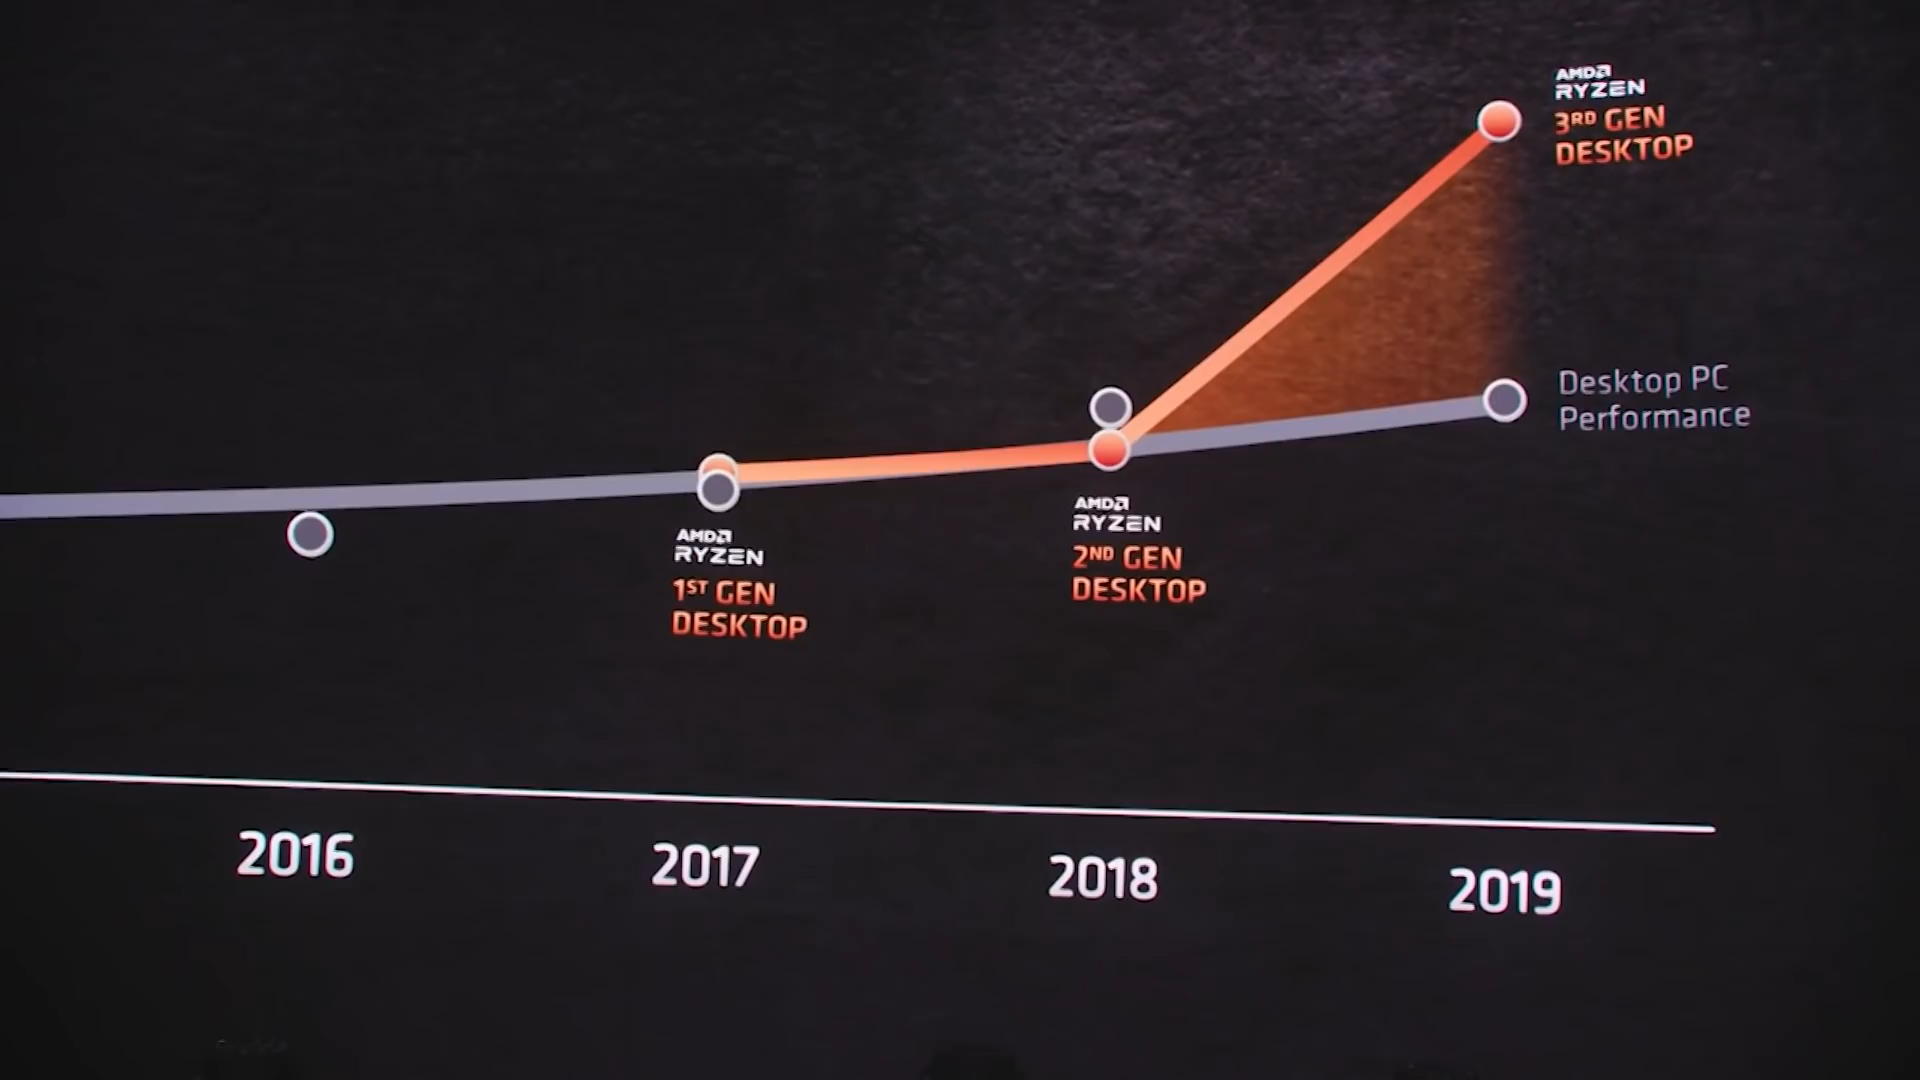 AMD
RYZEN
3RD GEN
DESKTOP
Desktop PC
Performance
AMD
RYZEN
2ND GEN
DESKTOP
AMD
RYZEN
1ST GEN
DESKTOP
2016
2017
2018
2019